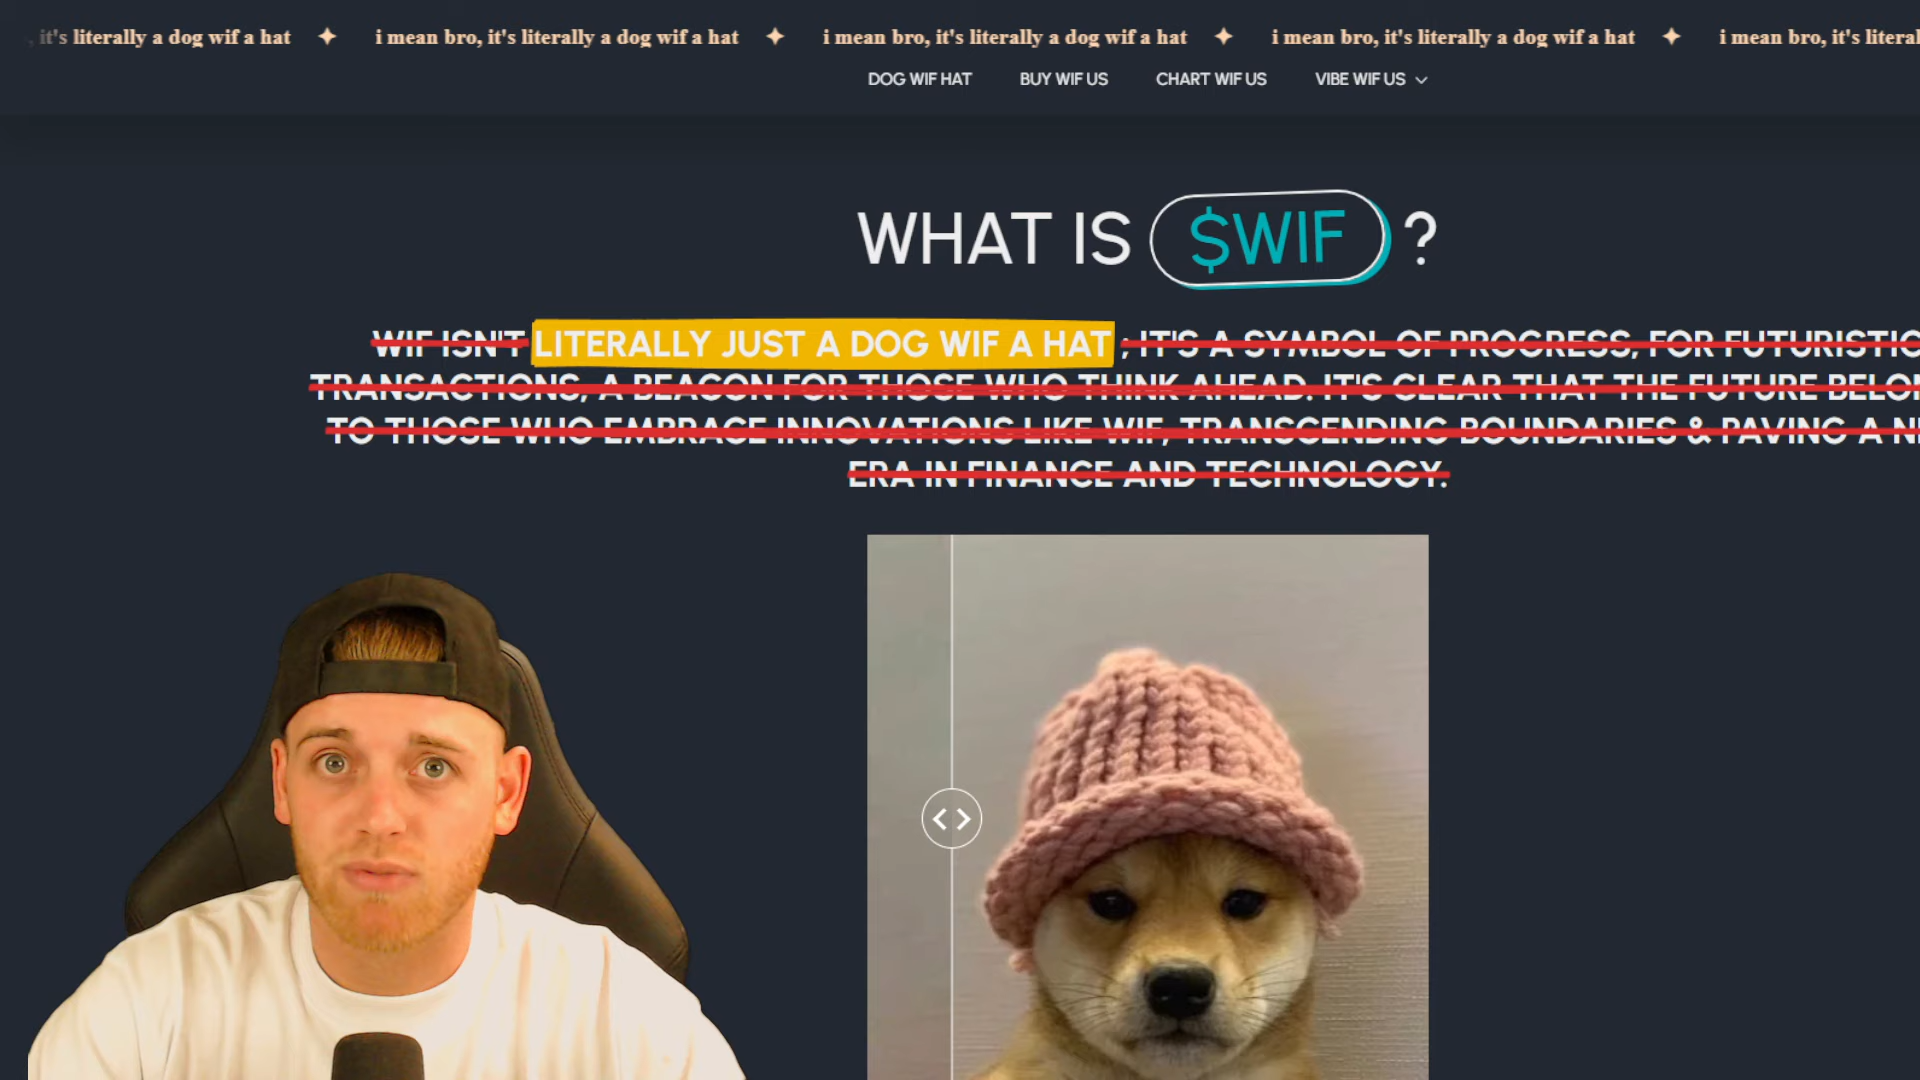 it's literally a dog wif a hat ✦ i mean bro, it's literally a dog wif a hat ✦ i mean bro, it's literally a dog wif a hat ✦ i mean bro, it's literally a dog wif a hat ✦ i mean bro, it's
DOG WIF HAT BUY WIF US CHART WIF US VIBE WIF US
WHAT IS $WIF ?
WIF ISN'T LITERALLY JUST A DOG WIF A HAT ; IT'S A SYMBOL OF PROGRESS, FOR FUTURISTIC
TRANSACTIONS, A BEACON FOR THOSE WHO THINK AHEAD. IT'S CLEAR THAT THE FUTURE
TO THOSE WHO EMBRACE INNOVATIONS LIKE WIF, TRANSCENDING BOUNDARIES & PAVING A
ERA IN FINANCE AND TECHNOLOGY.